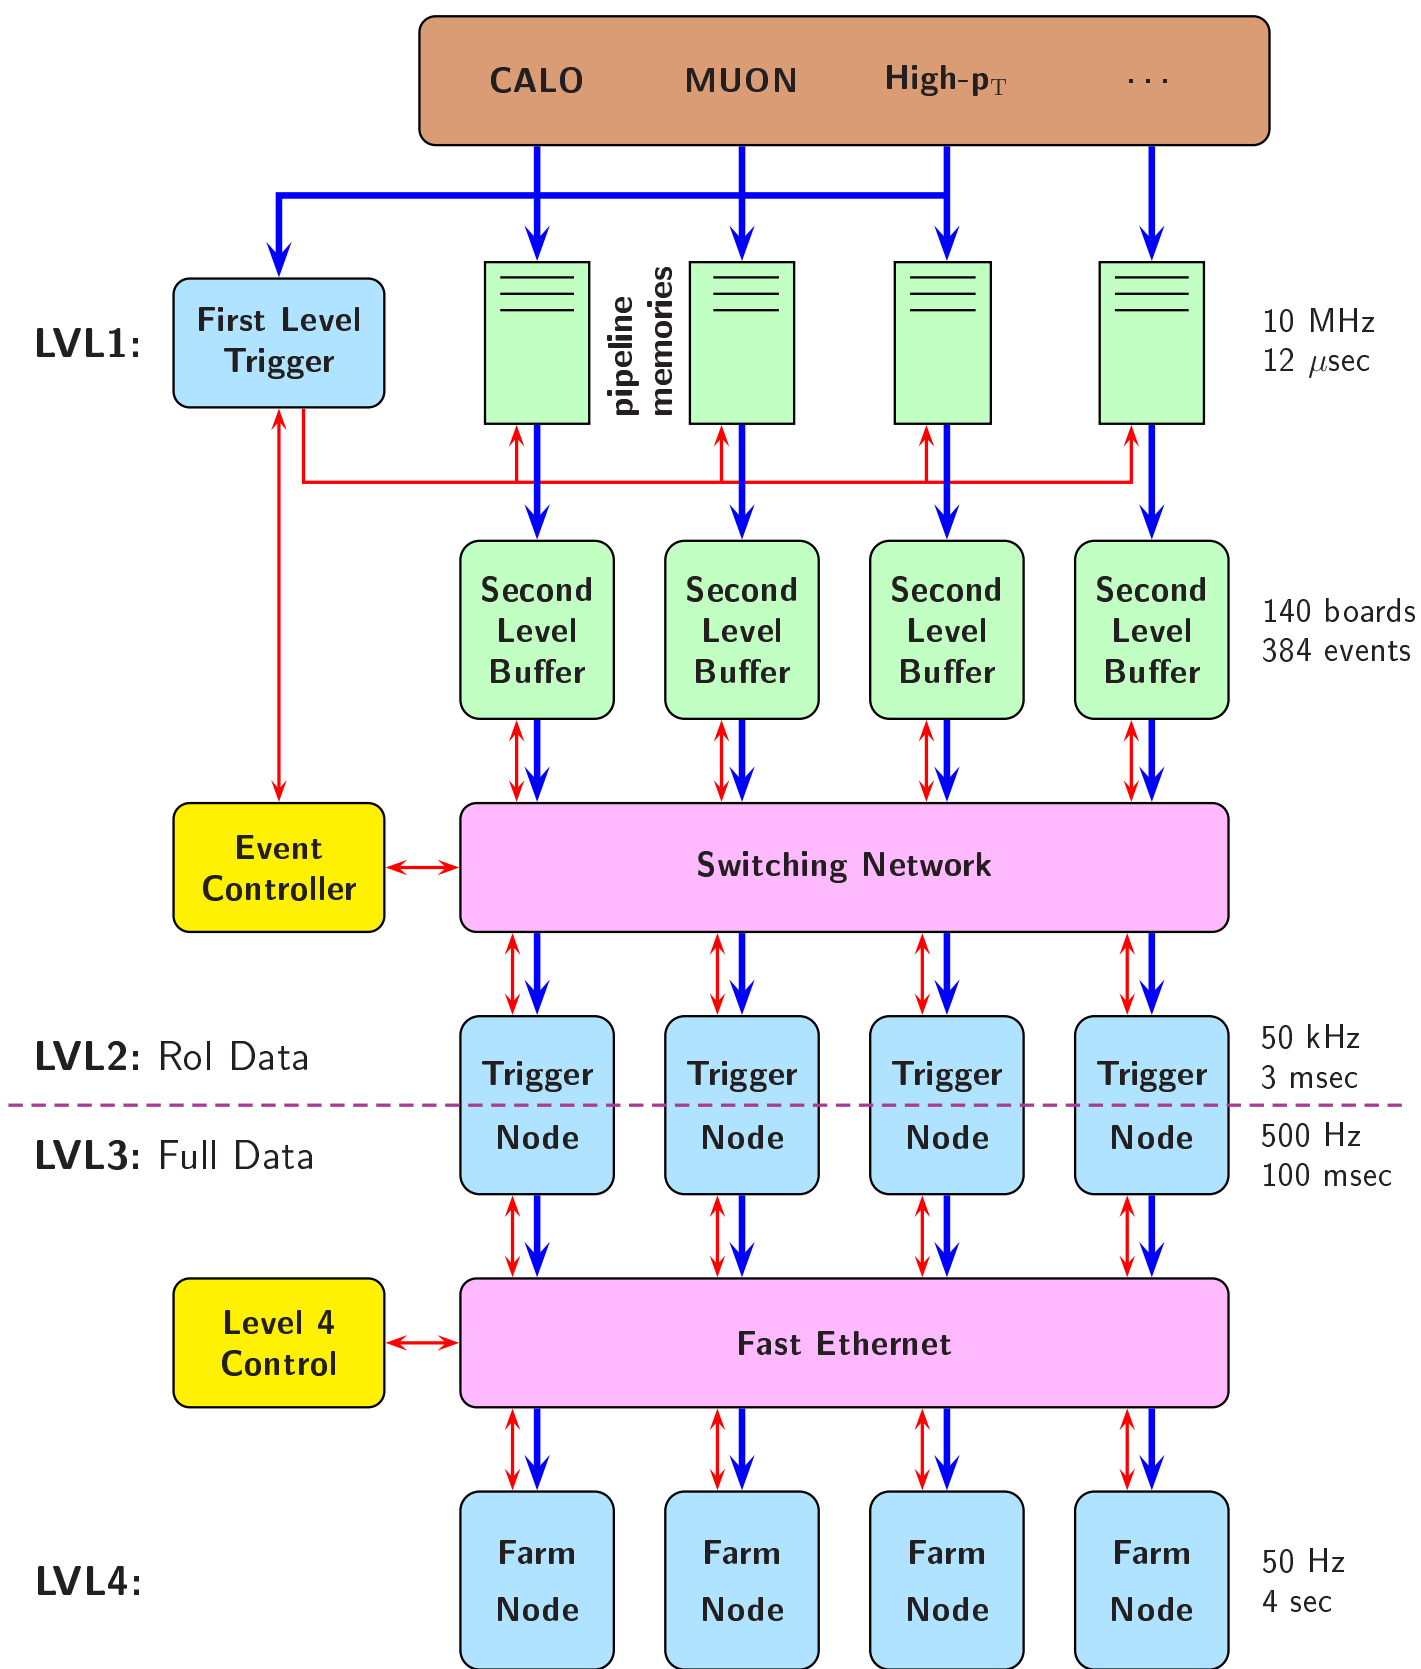 CALO MUON High-pT ...
LVL1:
First Level
Trigger
pipeline
memories
10 MHz
12 μsec
Second
Level
Buffer
Second
Level
Buffer
Second
Level
Buffer
Second
Level
Buffer
140 boards
384 events
Event
Controller
Switching Network
LVL2: RoI Data
Trigger
Trigger
Trigger
Trigger
50 kHz
3 msec
LVL3: Full Data
Node
Node
Node
Node
500 Hz
100 msec
Level 4
Control
Fast Ethernet
LVL4:
Farm
Node
Farm
Node
Farm
Node
Farm
Node
50 Hz
4 sec